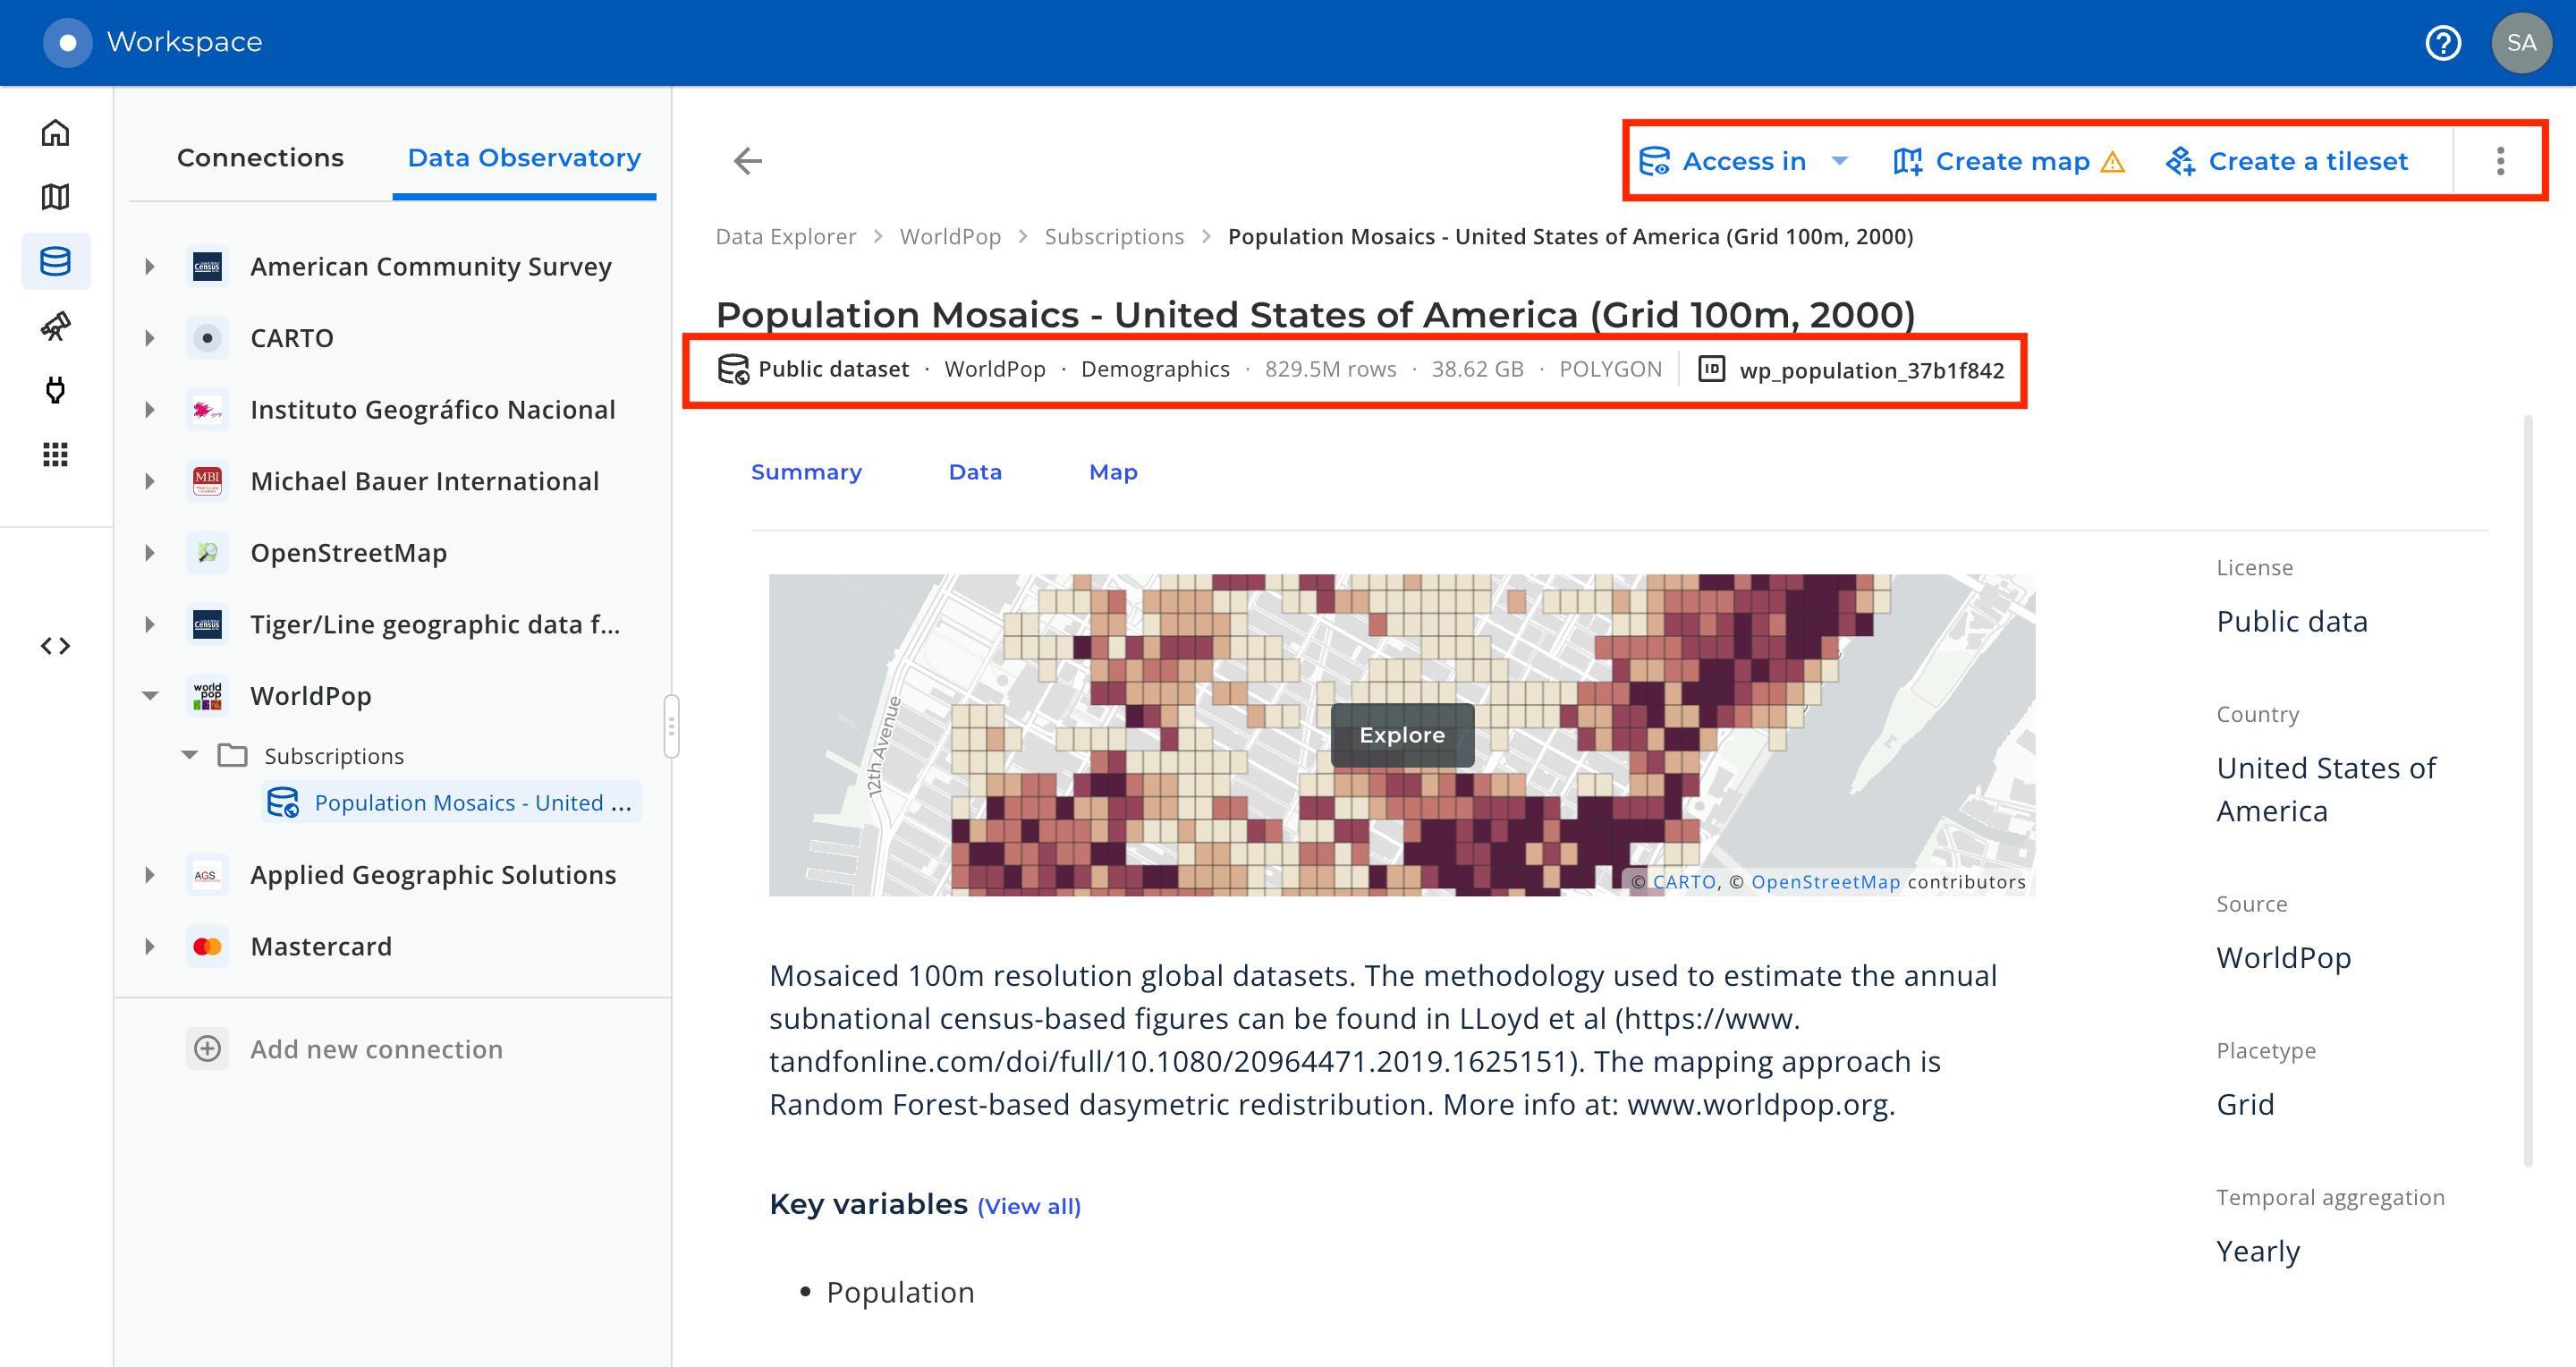 Workspace
SA
Connections
Data Observatory
American Community Survey
CARTO
Instituto Geográfico Nacional
Michael Bauer International
OpenStreetMap
Tiger/Line geographic data f...
WorldPop
Subscriptions
Population Mosaics - United ...
Applied Geographic Solutions
Mastercard
Add new connection
Census
MBI
Census
world
pop
AGS
Access in
Create map
Create a tileset
Data Explorer > WorldPop > Subscriptions > Population Mosaics - United States of America (Grid 100m, 2000)
Population Mosaics - United States of America (Grid 100m, 2000)
Public dataset · WorldPop · Demographics · 829.5M rows · 38.62 GB · POLYGON
ID wp_population_37b1f842
Summary
Data
Map
12th Avenue
Explore
© CARTO, © OpenStreetMap contributors
Mosaiced 100m resolution global datasets. The methodology used to estimate the annual
subnational census-based figures can be found in LLoyd et al (https://www.
tandfonline.com/doi/full/10.1080/20964471.2019.1625151). The mapping approach is
Random Forest-based dasymetric redistribution. More info at: www.worldpop.org.
Key variables (View all)
• Population
License
Public data
Country
United States of
America
Source
WorldPop
Placetype
Grid
Temporal aggregation
Yearly